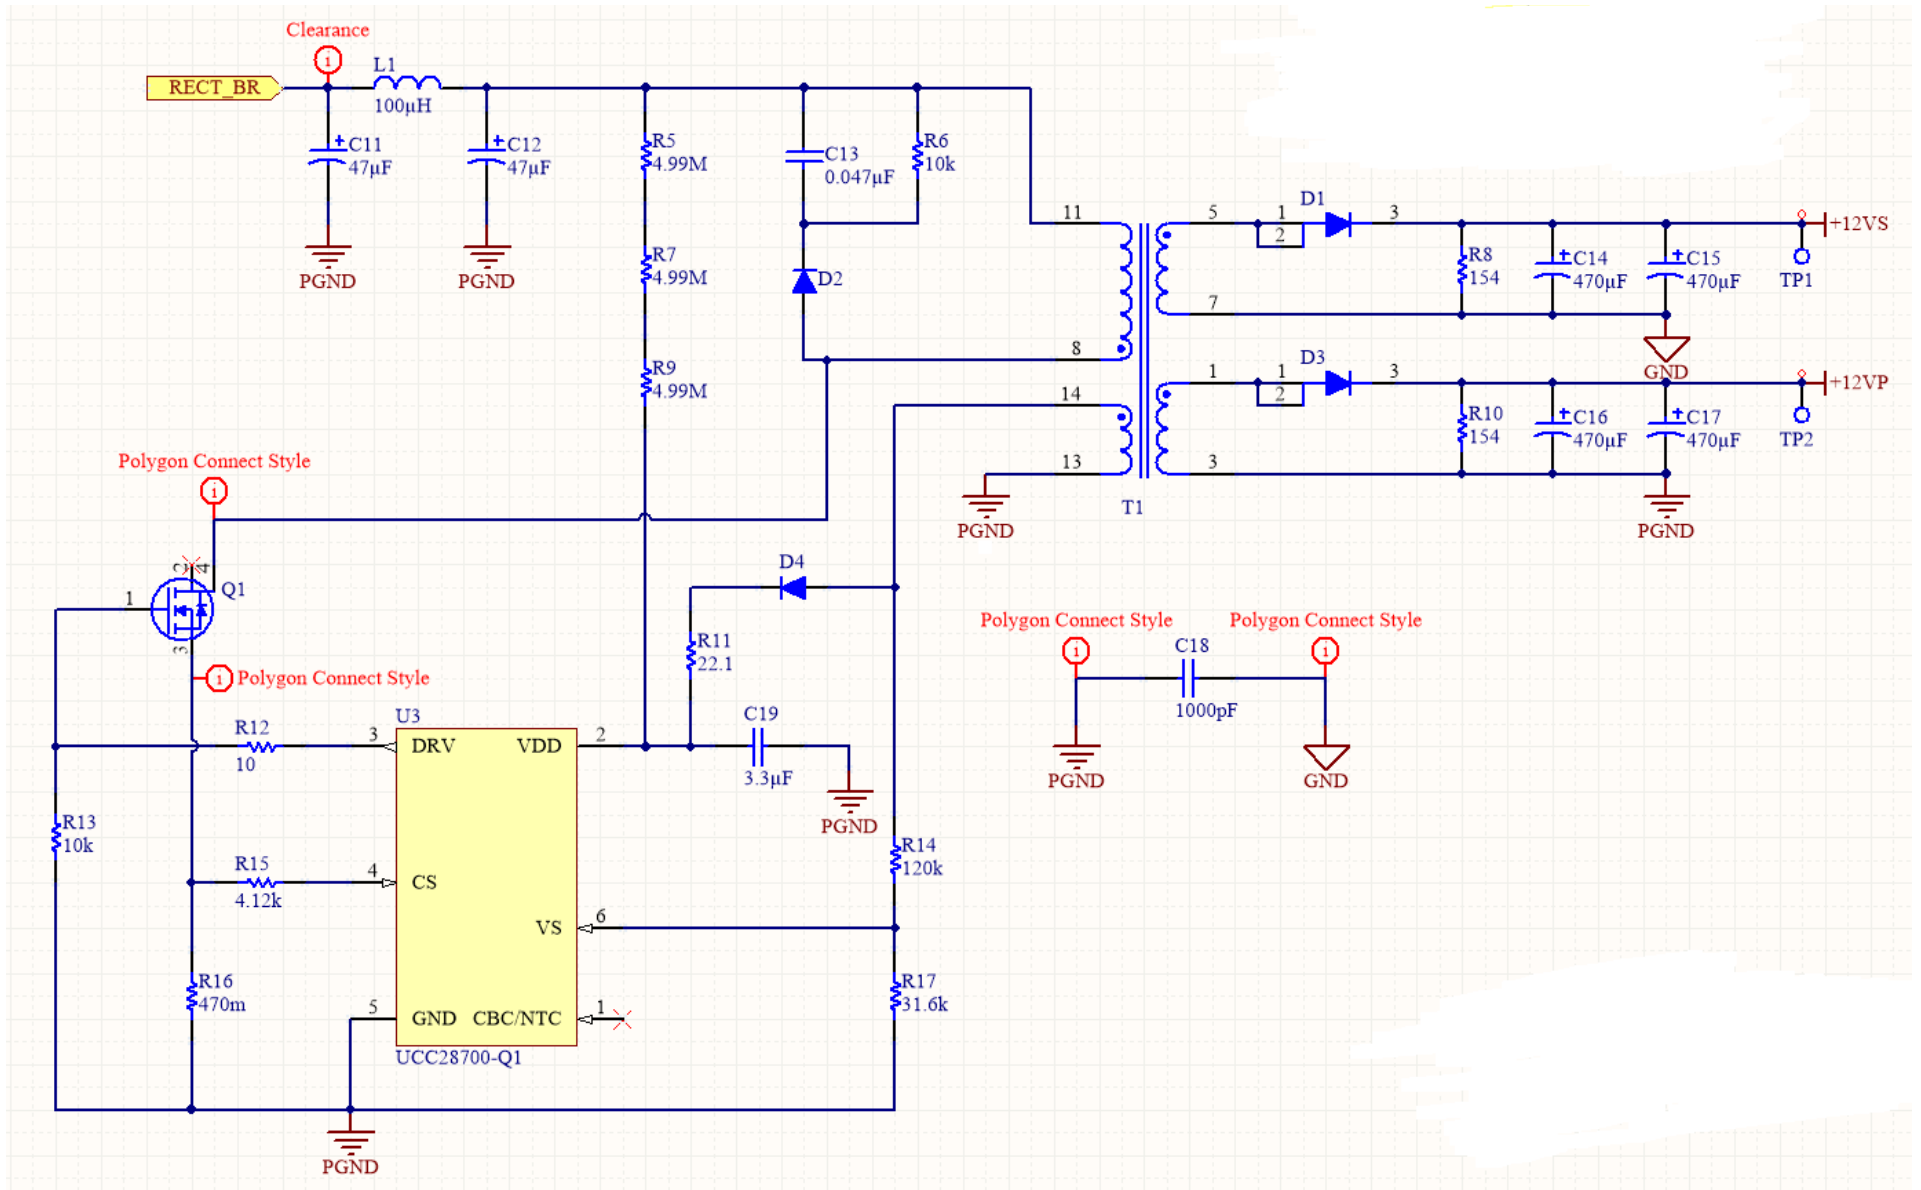 Clearance
i
RECT_BR
L1
100µH
C11
47µF
PGND
C12
47µF
PGND
R5
4.99M
R7
4.99M
R9
4.99M
C13
0.047µF
R6
10k
D2
11
8
14
13
PGND
T1
5
7
1
3
D1
1
2
3
R8
154
C14
470µF
C15
470µF
+12VS
TP1
GND
D3
1
2
3
R10
154
C16
470µF
C17
470µF
+12VP
TP2
PGND
Polygon Connect Style
i
2
4
1
Q1
3
i
Polygon Connect Style
D4
R11
22.1
C19
3.3µF
PGND
Polygon Connect Style
i
C18
1000pF
Polygon Connect Style
i
PGND
GND
U3
R12
10
3
DRV
VDD
2
R13
10k
R15
4.12k
4
CS
VS
6
R14
120k
R16
470m
5
GND
CBC/NTC
1
R17
31.6k
UCC28700-Q1
PGND